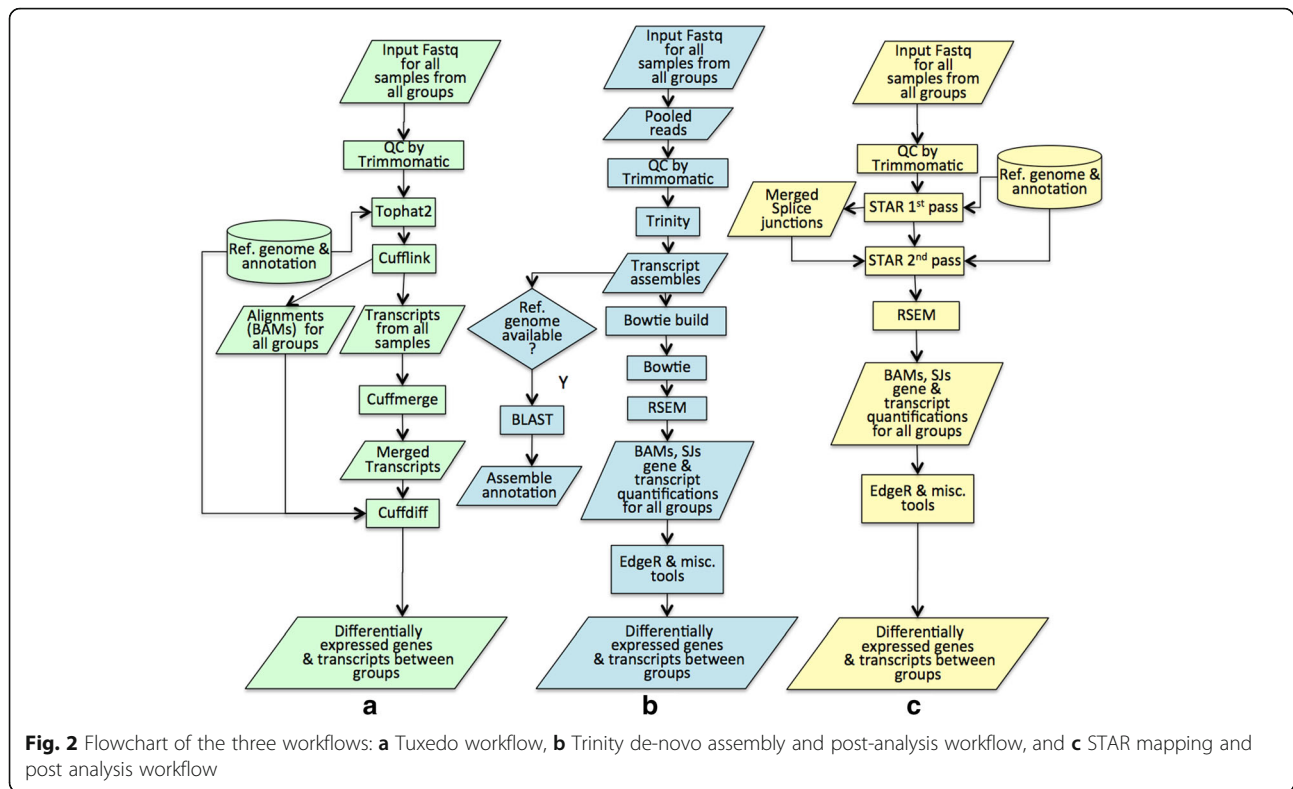 Input Fastq
for all
samples from
all groups
QC by
Trimmomatic
Tophat2
Ref. genome &
annotation
Cufflink
Alignments
(BAMs) for
all groups
Transcripts
from all
samples
Cuffmerge
Merged
Transcripts
Cuffdiff
Differentially
expressed genes
& transcripts between
groups
a
Input Fastq
for all
samples from
all groups
Pooled
reads
QC by
Trimmomatic
Trinity
Transcript
assembles
Ref.
genome
available
?
Y
BLAST
Assemble
annotation
Bowtie build
Bowtie
RSEM
BAMs, SJs
gene &
transcript
quantifications
for all groups
EdgeR & misc.
tools
Differentially
expressed genes
& transcripts between
groups
b
Input Fastq
for all
samples from
all groups
QC by
Trimmomatic
Ref. genome &
annotation
Merged
Splice
junctions
STAR 1st pass
STAR 2nd pass
RSEM
BAMs, SJs
gene &
transcript
quantifications
for all groups
EdgeR & misc.
tools
Differentially
expressed genes
& transcripts between
groups
c
Fig. 2 Flowchart of the three workflows: a Tuxedo workflow, b Trinity de-novo assembly and post-analysis workflow, and c STAR mapping and
post analysis workflow